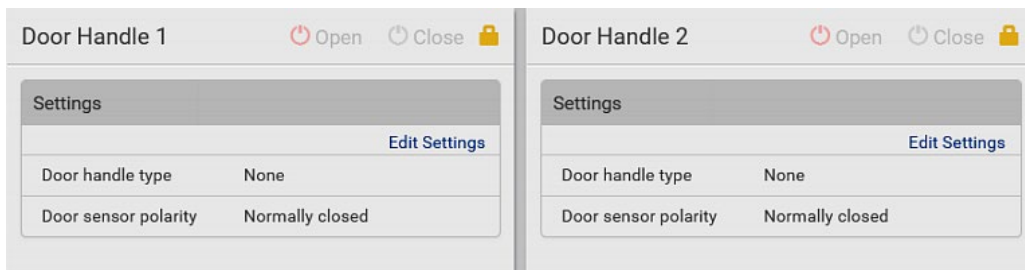 Door Handle 1 Open Close
Settings
Edit Settings
Door handle type None
Door sensor polarity Normally closed
Door Handle 2 Open Close
Settings
Edit Settings
Door handle type None
Door sensor polarity Normally closed